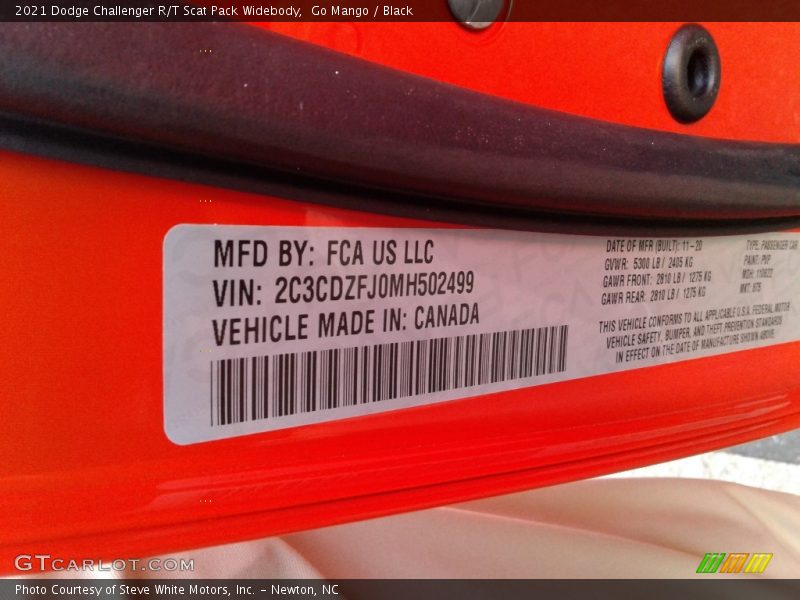 2021 Dodge Challenger R/T Scat Pack Widebody,  Go Mango / Black
MFD BY: FCA US LLC
VIN: 2C3CDZFJ0MH502499
VEHICLE MADE IN: CANADA
DATE OF MFR (BUILT): 11-20
GVWR: 5300 LB / 2405 KG
GAWR FRONT: 2810 LB / 1275 KG
GAWR REAR: 2810 LB / 1275 KG
TYPE: PASSENGER CAR
PAINT: PVP
MDH: 110622
MKT: 875
THIS VEHICLE CONFORMS TO ALL APPLICABLE U.S.A. FEDERAL MOTOR
VEHICLE SAFETY, BUMPER, AND THEFT PREVENTION STANDARDS
IN EFFECT ON THE DATE OF MANUFACTURE SHOWN ABOVE.
GTCARLOT.COM
Photo Courtesy of Steve White Motors, Inc. - Newton, NC